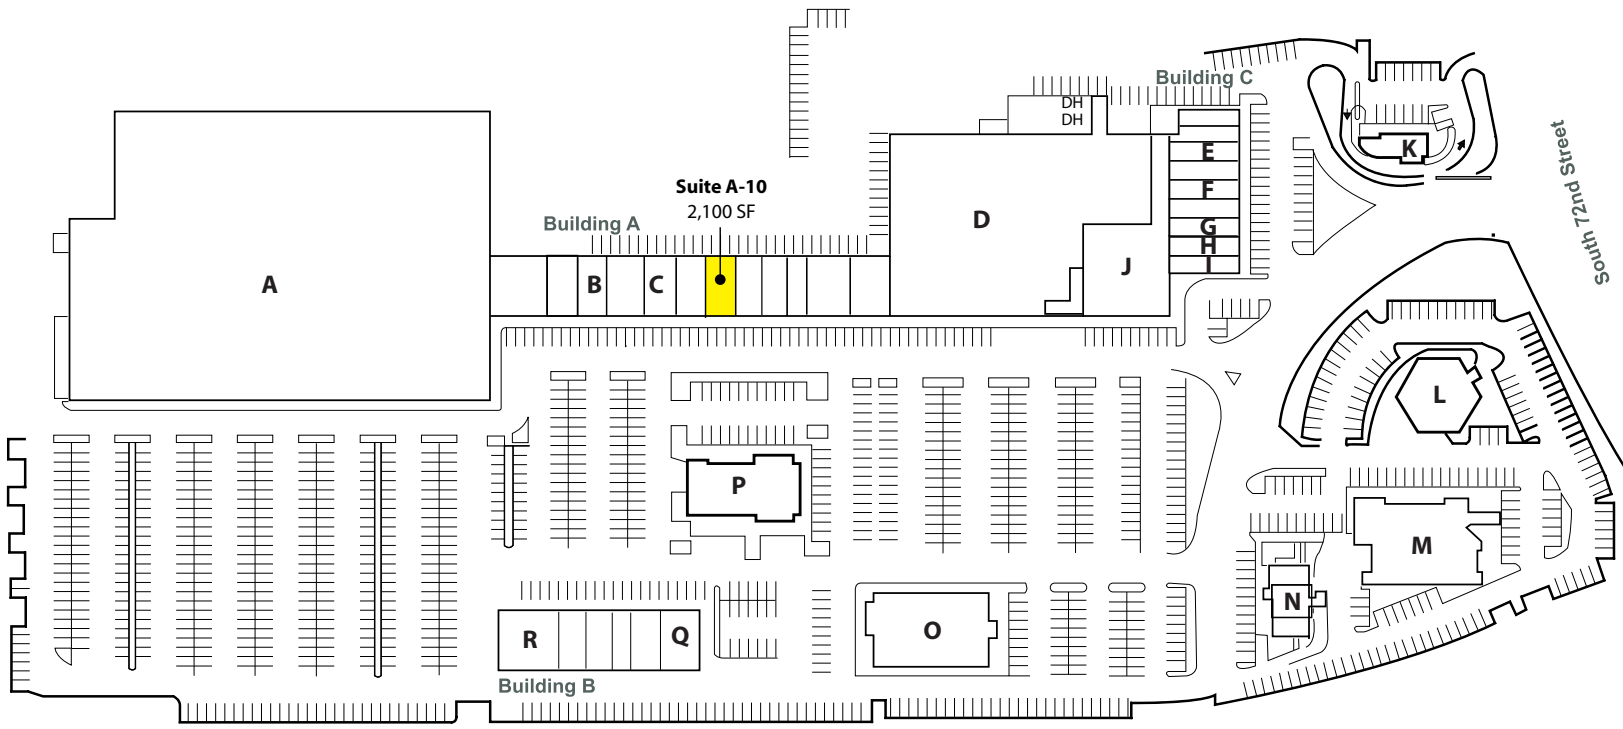 Building C
DH
DH
K
E
Suite A-10
F
2,100 SF
South 72nd Street
Building A
D
G
H
J
I
A
B
C
L
P
M
N
R
Q
O
Building B